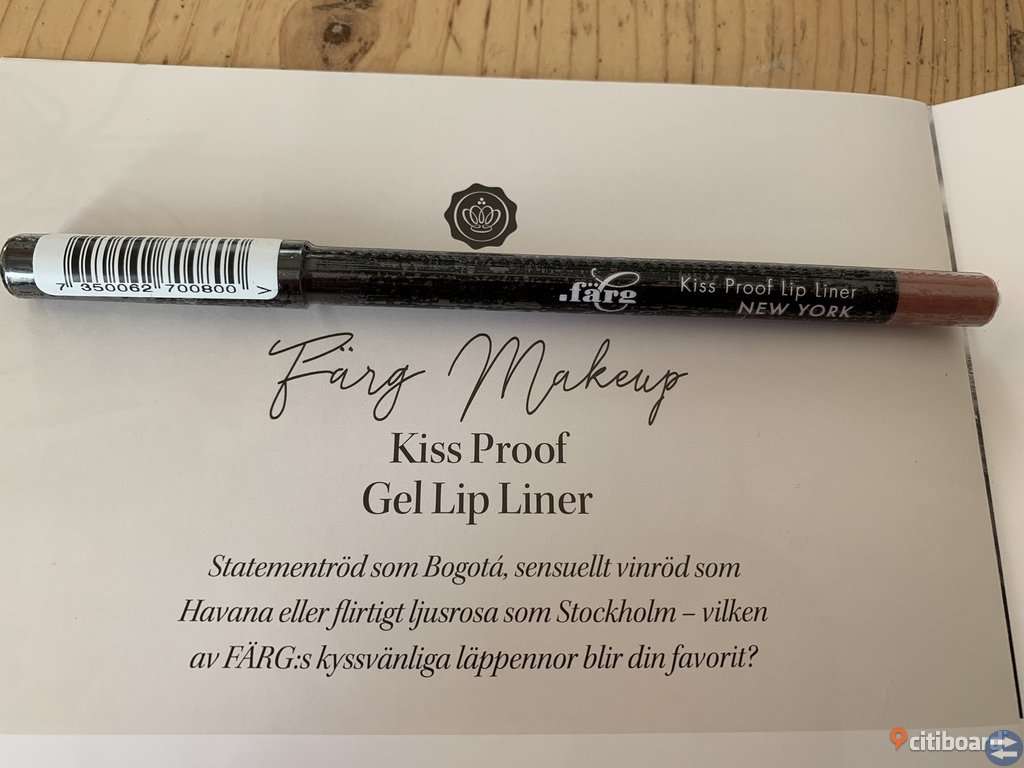 7 350062 700800 >
.färg
Kiss Proof Lip Liner
NEW YORK
Färg Makeup
Kiss Proof
Gel Lip Liner
Statementröd som Bogotá, sensuellt vinröd som
Havana eller flirtigt ljusrosa som Stockholm – vilken
av FÄRG:s kyssvänliga läppennor blir din favorit?
citiboard